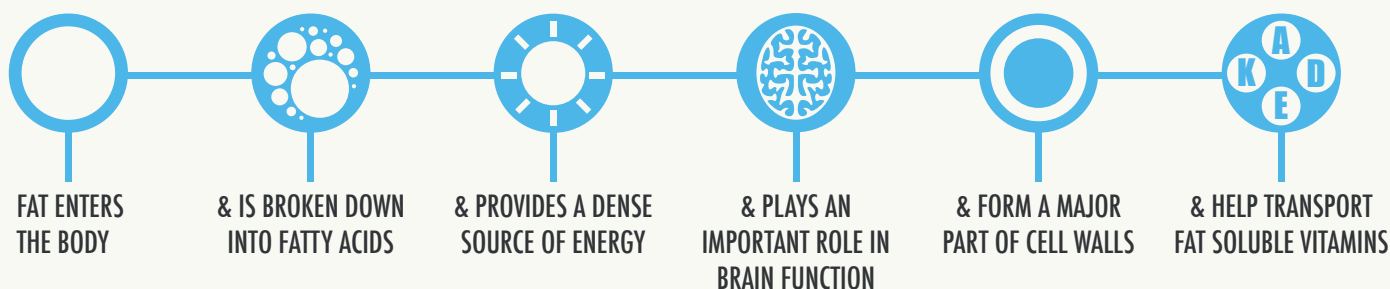 A
K D
E
FAT ENTERS
THE BODY
& IS BROKEN DOWN
INTO FATTY ACIDS
& PROVIDES A DENSE
SOURCE OF ENERGY
& PLAYS AN
IMPORTANT ROLE IN
BRAIN FUNCTION
& FORM A MAJOR
PART OF CELL WALLS
& HELP TRANSPORT
FAT SOLUBLE VITAMINS